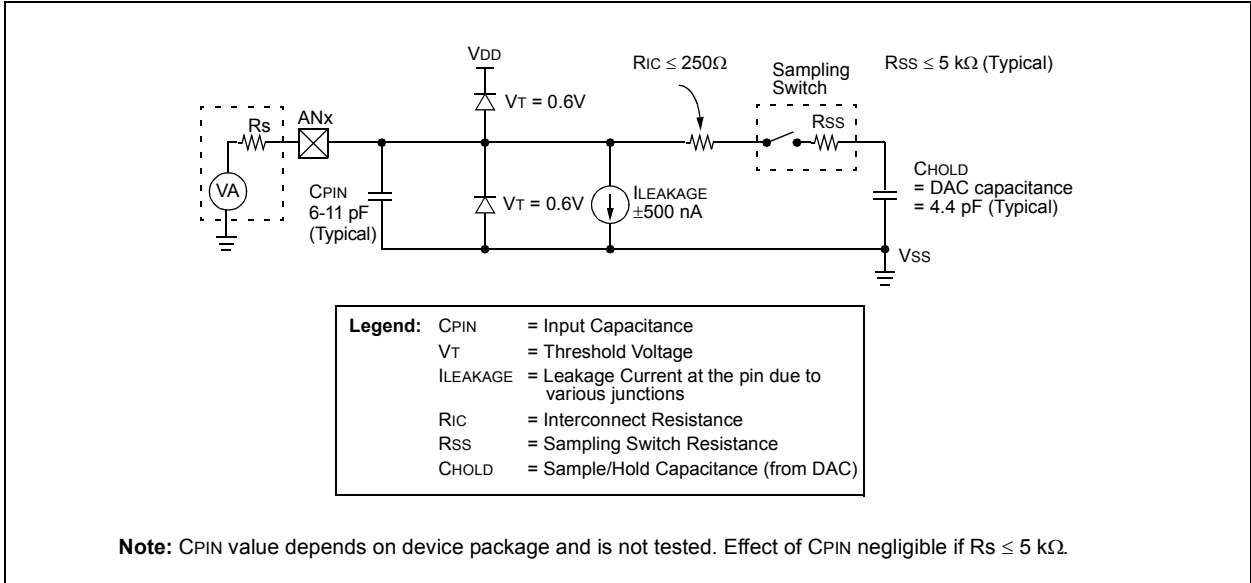 VDD
RIC ≤ 250Ω
Sampling
Switch
RSS ≤ 5 kΩ (Typical)
VT = 0.6V
Rs
ANx
RSS
VA
CPIN
6-11 pF
(Typical)
VT = 0.6V
ILEAKAGE
±500 nA
CHOLD
= DAC capacitance
= 4.4 pF (Typical)
VSS
Legend: CPIN = Input Capacitance
VT = Threshold Voltage
ILEAKAGE = Leakage Current at the pin due to
various junctions
RIC = Interconnect Resistance
RSS = Sampling Switch Resistance
CHOLD = Sample/Hold Capacitance (from DAC)
Note: CPIN value depends on device package and is not tested. Effect of CPIN negligible if Rs ≤ 5 kΩ.